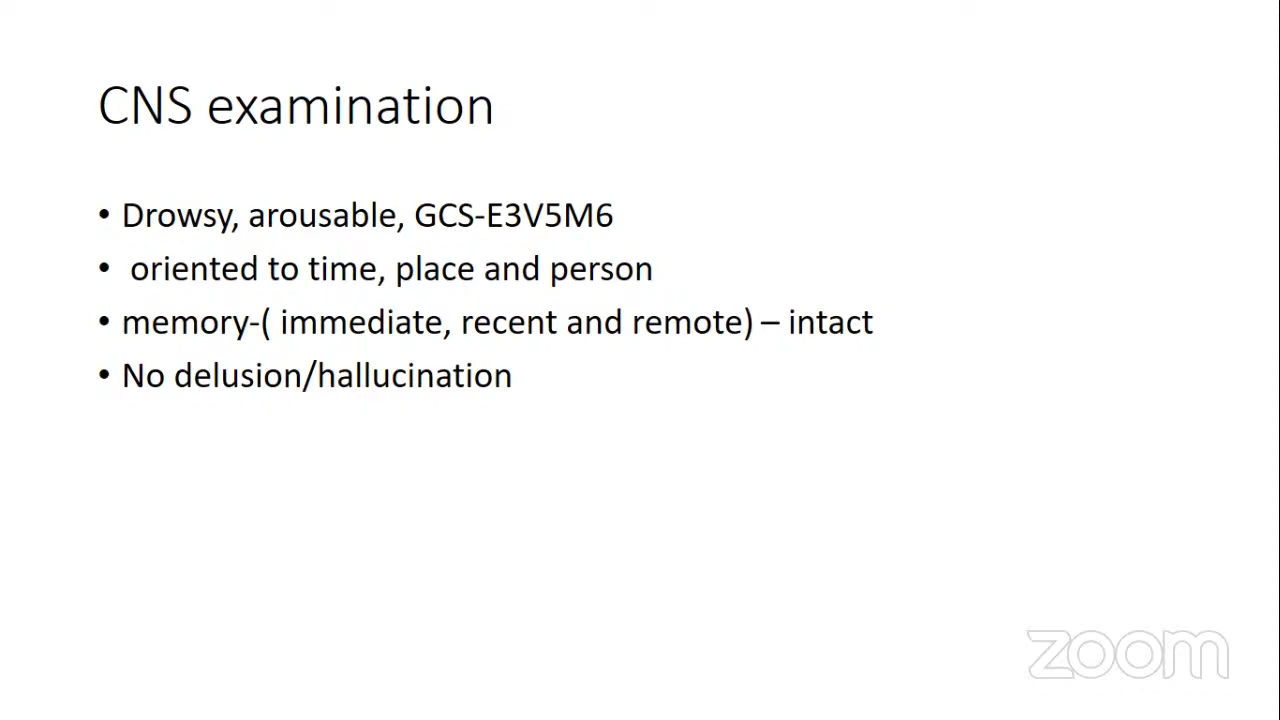 CNS examination
• Drowsy, arousable, GCS-E3V5M6
• oriented to time, place and person
• memory-( immediate, recent and remote) – intact
• No delusion/hallucination
zoom